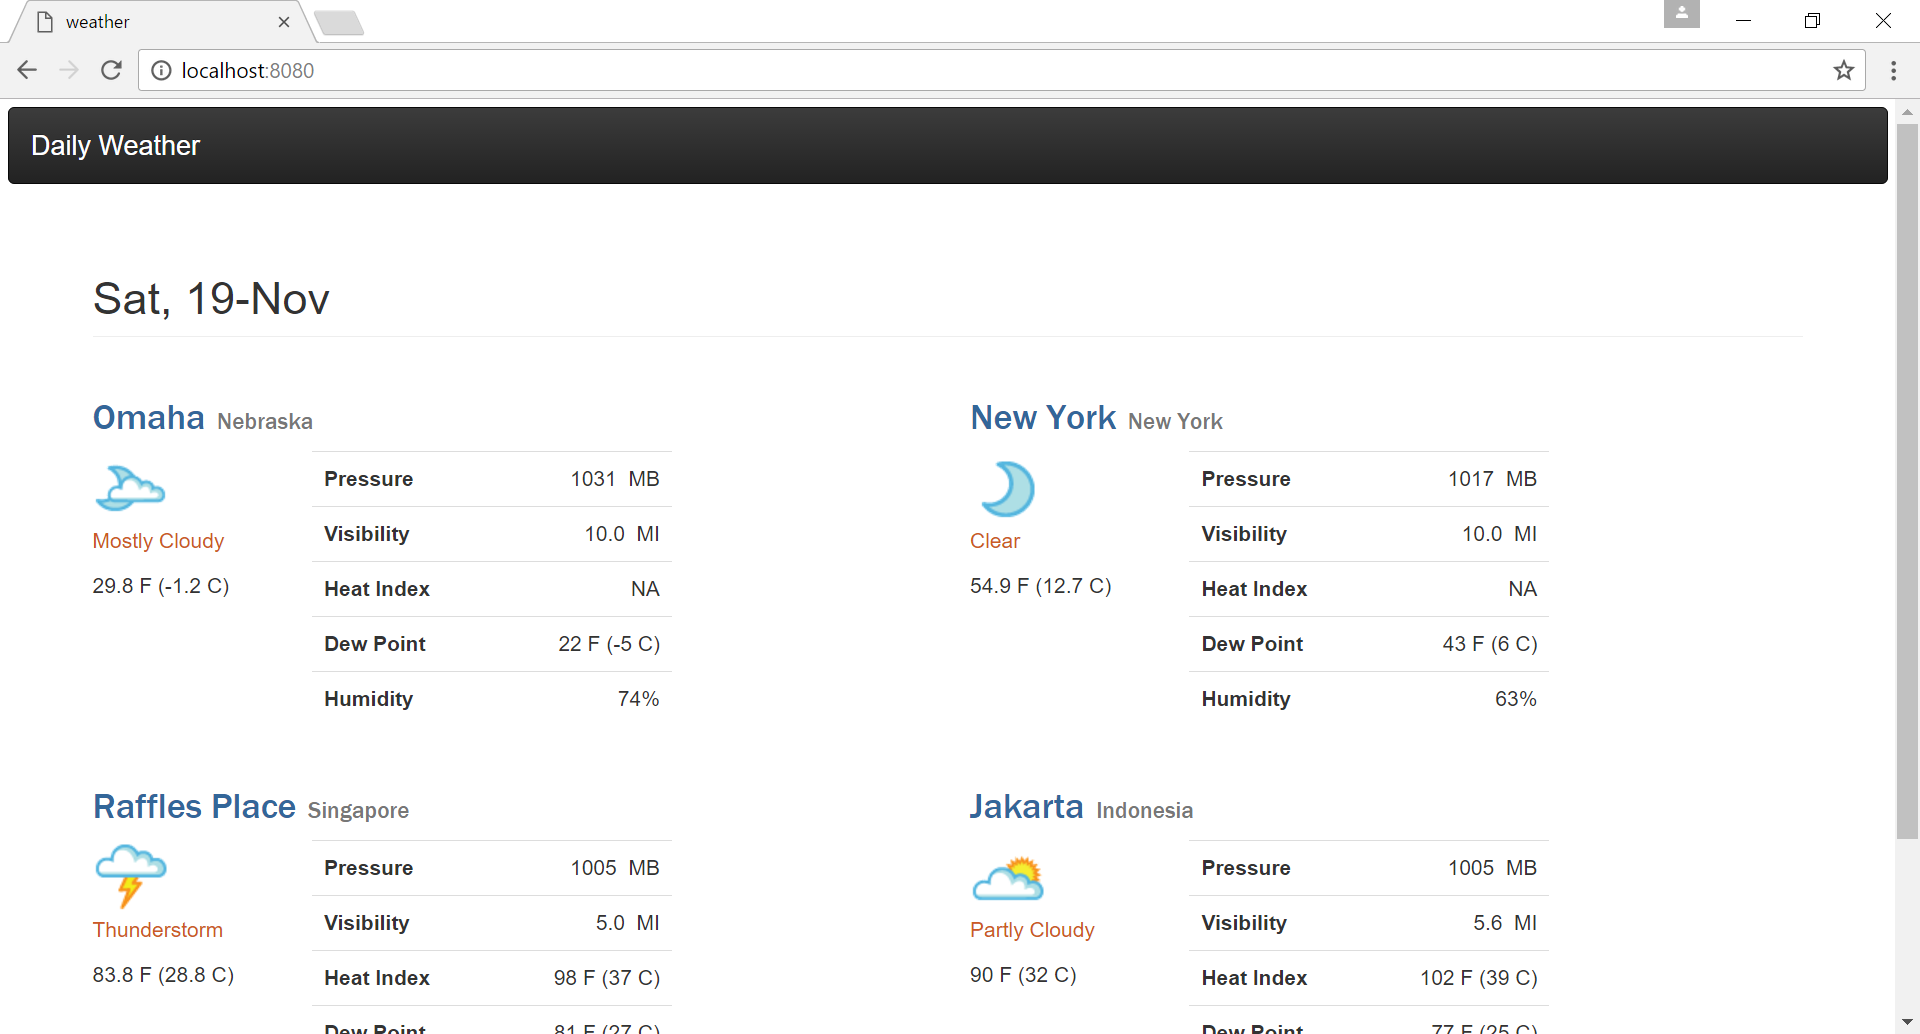 weather
localhost:8080
Daily Weather
Sat, 19-Nov
Omaha Nebraska
Mostly Cloudy
29.8 F (-1.2 C)
Pressure 1031 MB
Visibility 10.0 MI
Heat Index NA
Dew Point 22 F (-5 C)
Humidity 74%
New York New York
Clear
54.9 F (12.7 C)
Pressure 1017 MB
Visibility 10.0 MI
Heat Index NA
Dew Point 43 F (6 C)
Humidity 63%
Raffles Place Singapore
Thunderstorm
83.8 F (28.8 C)
Pressure 1005 MB
Visibility 5.0 MI
Heat Index 98 F (37 C)
Dew Point 81 F (27 C)
Jakarta Indonesia
Partly Cloudy
90 F (32 C)
Pressure 1005 MB
Visibility 5.6 MI
Heat Index 102 F (39 C)
Dew Point 77 F (25 C)